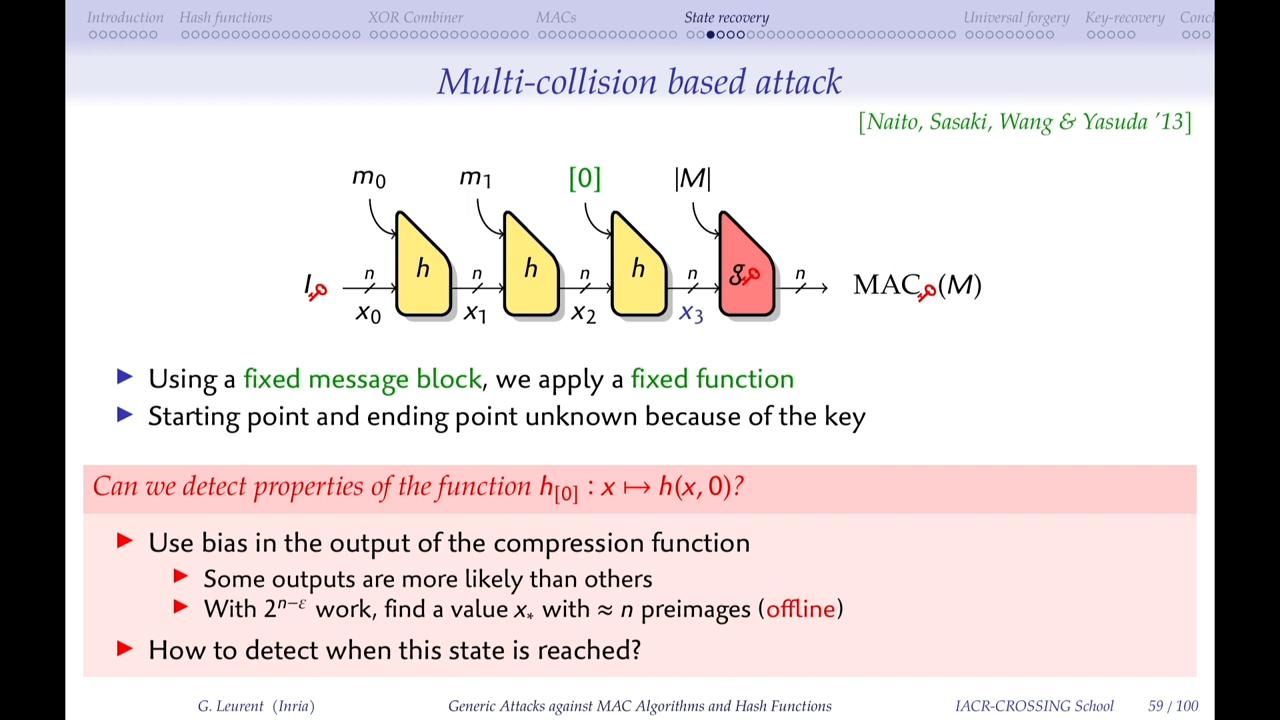 Introduction Hash functions XOR Combiner MACs State recovery Universal forgery Key-recovery Concl
Multi-collision based attack
[Naito, Sasaki, Wang & Yasuda '13]
m₀ m₁ [0] |M|
I n h n h n h n g n MAC (M)
x₀ x₁ x₂ x₃
Using a fixed message block, we apply a fixed function
Starting point and ending point unknown because of the key
Can we detect properties of the function h[0] : x ↦ h(x, 0)?
Use bias in the output of the compression function
Some outputs are more likely than others
With 2ⁿ⁻ᵋ work, find a value x* with ≈ n preimages (offline)
How to detect when this state is reached?
G. Leurent (Inria) Generic Attacks against MAC Algorithms and Hash Functions IACR-CROSSING School 59 / 100